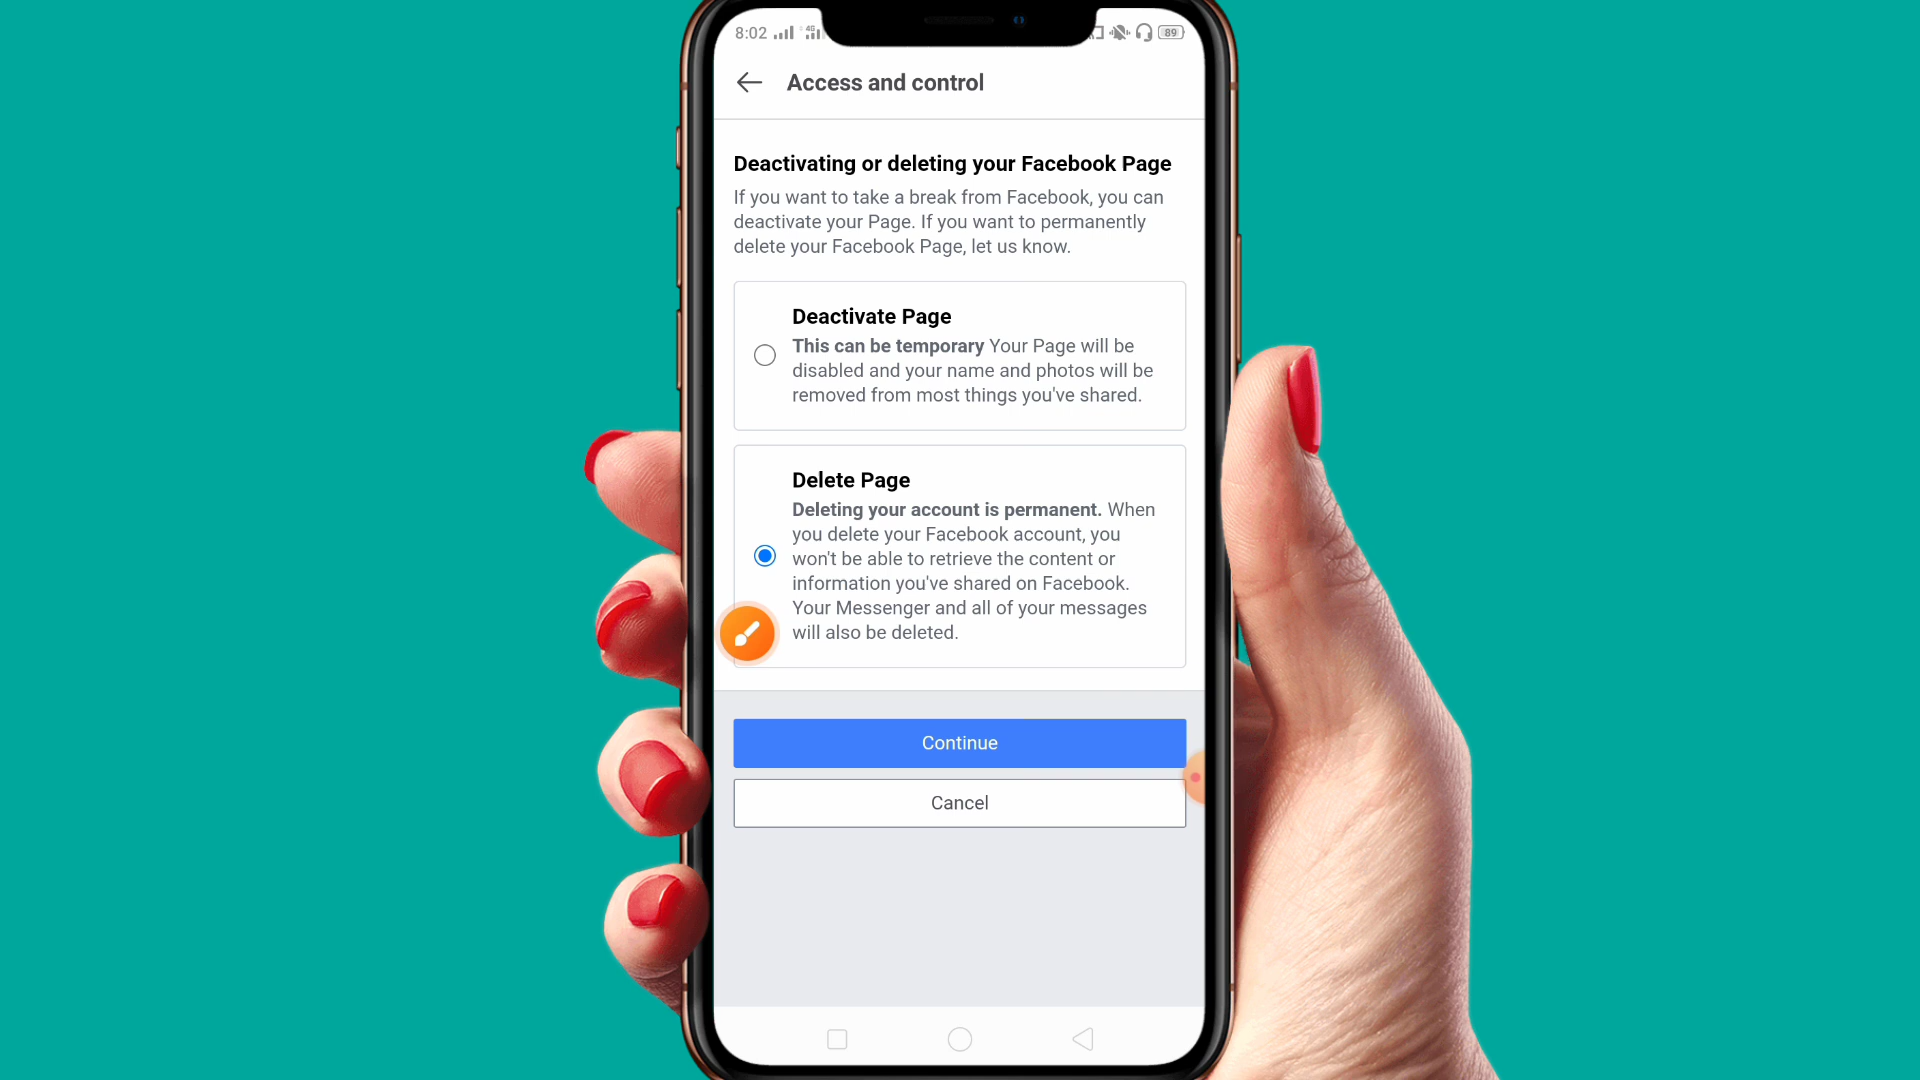 8:02 4G 89
Access and control
Deactivating or deleting your Facebook Page
If you want to take a break from Facebook, you can
deactivate your Page. If you want to permanently
delete your Facebook Page, let us know.
Deactivate Page
This can be temporary Your Page will be
disabled and your name and photos will be
removed from most things you've shared.
Delete Page
Deleting your account is permanent. When
you delete your Facebook account, you
won't be able to retrieve the content or
information you've shared on Facebook.
Your Messenger and all of your messages
will also be deleted.
Continue
Cancel